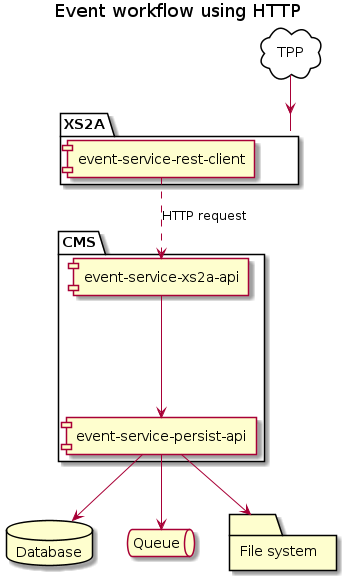 Event workflow using HTTP
TPP
XS2A
event-service-rest-client
HTTP request
CMS
event-service-xs2a-api
event-service-persist-api
Database
Queue
File system